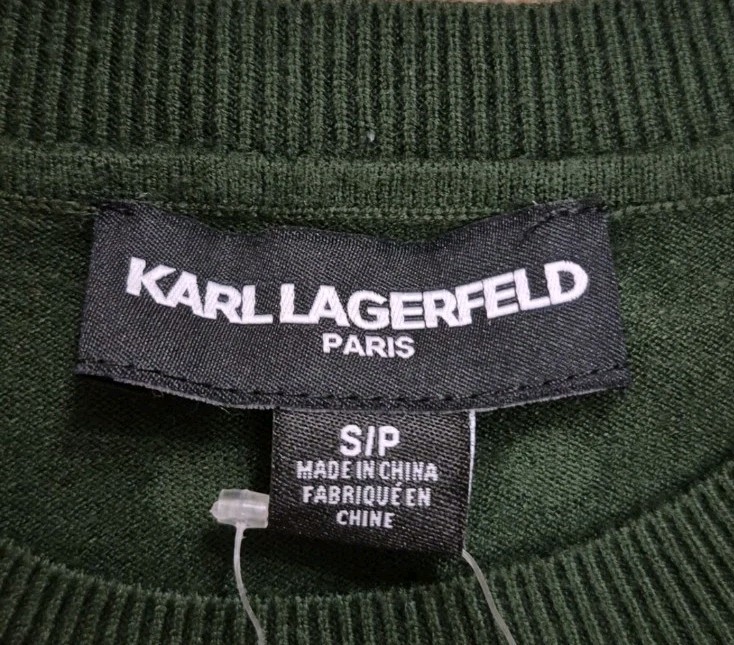 KARL LAGERFELD
PARIS
S/P
MADE IN CHINA
FABRIQUÉ EN
CHINE